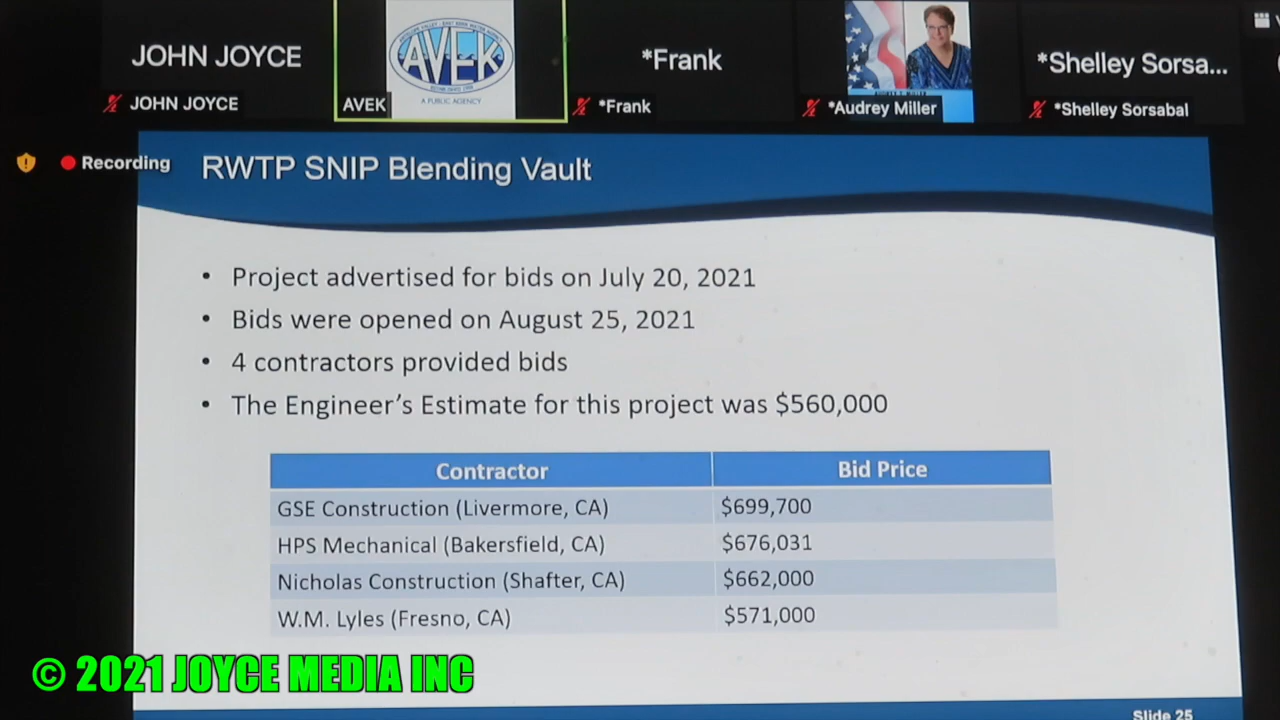 JOHN JOYCE
AVEK
A PUBLIC AGENCY
*Frank
*Shelley Sorsa...
JOHN JOYCE
AVEK
*Frank
*Audrey Miller
*Shelley Sorsabal
Recording
RWTP SNIP Blending Vault
• Project advertised for bids on July 20, 2021
• Bids were opened on August 25, 2021
• 4 contractors provided bids
• The Engineer's Estimate for this project was $560,000
Contractor Bid Price
GSE Construction (Livermore, CA) $699,700
HPS Mechanical (Bakersfield, CA) $676,031
Nicholas Construction (Shafter, CA) $662,000
W.M. Lyles (Fresno, CA) $571,000
© 2021 JOYCE MEDIA INC
Slide 25